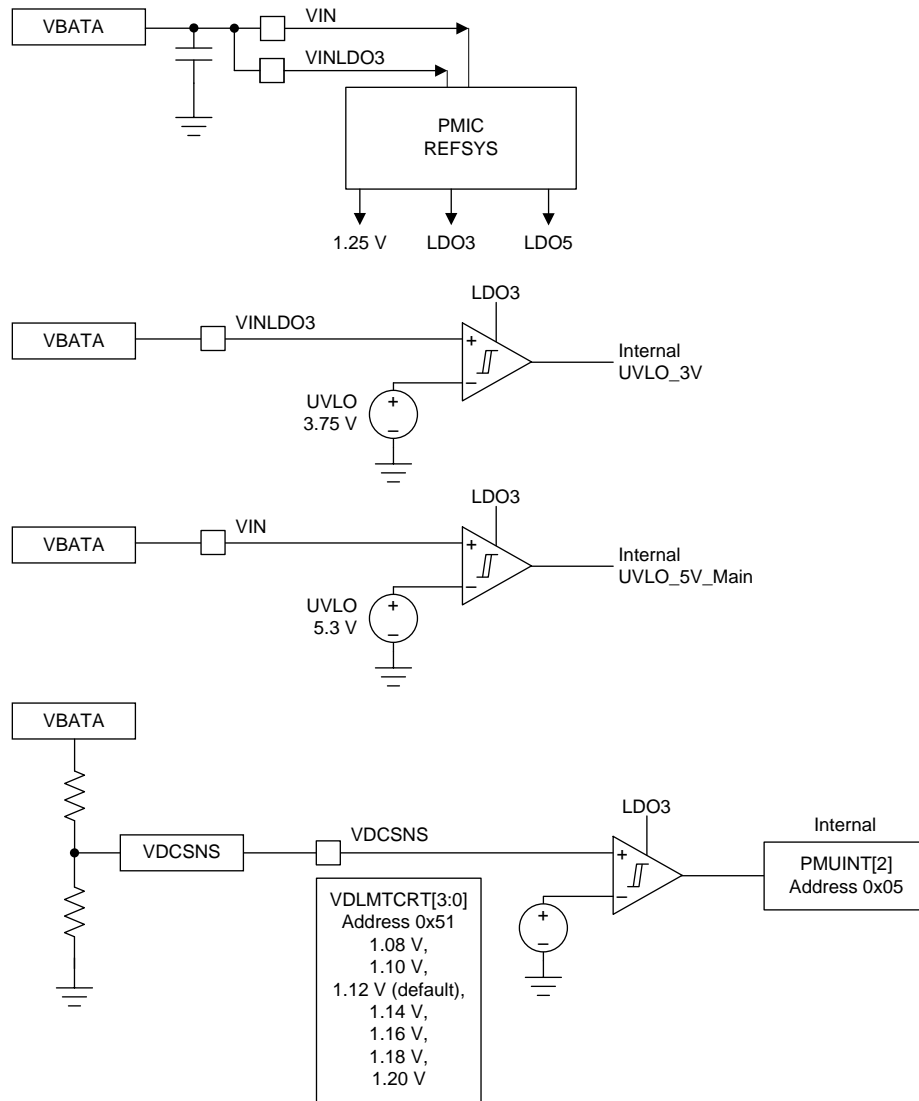 VBATA
VIN
VINLDO3
PMIC
REFSYS
1.25 V
LDO3
LDO5
LDO3
VBATA
VINLDO3
+
−
Internal
UVLO_3V
UVLO
3.75 V
+
−
LDO3
VBATA
VIN
+
−
Internal
UVLO_5V_Main
UVLO
5.3 V
+
−
VBATA
LDO3
VDCSNS
VDCSNS
+
−
Internal
PMUINT[2]
Address 0x05
+
−
VDLMTCRT[3:0]
Address 0x51
1.08 V,
1.10 V,
1.12 V (default),
1.14 V,
1.16 V,
1.18 V,
1.20 V